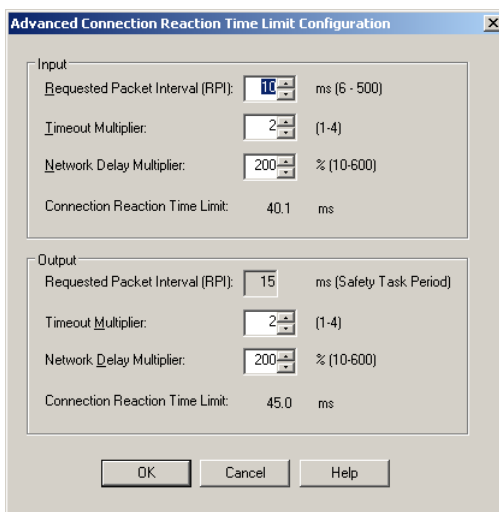 Advanced Connection Reaction Time Limit Configuration
Input
Requested Packet Interval (RPI): 10 ms (6 - 500)
Timeout Multiplier: 2 (1-4)
Network Delay Multiplier: 200 % (10-600)
Connection Reaction Time Limit: 40.1 ms
Output
Requested Packet Interval (RPI): 15 ms (Safety Task Period)
Timeout Multiplier: 2 (1-4)
Network Delay Multiplier: 200 % (10-600)
Connection Reaction Time Limit: 45.0 ms
OK Cancel Help